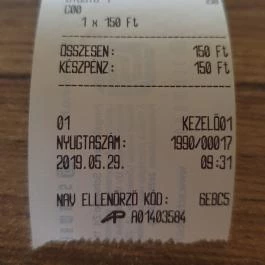 C00
1 x 150 Ft
ÖSSZESEN: 150 Ft
KÉSZPÉNZ: 150 Ft
01 KEZELŐ01
NYUGTASZÁM: 1990/00017
2019.05.29. 09:31
NAV ELLENŐRZŐ KÓD: 6EBC5
AP A01403584